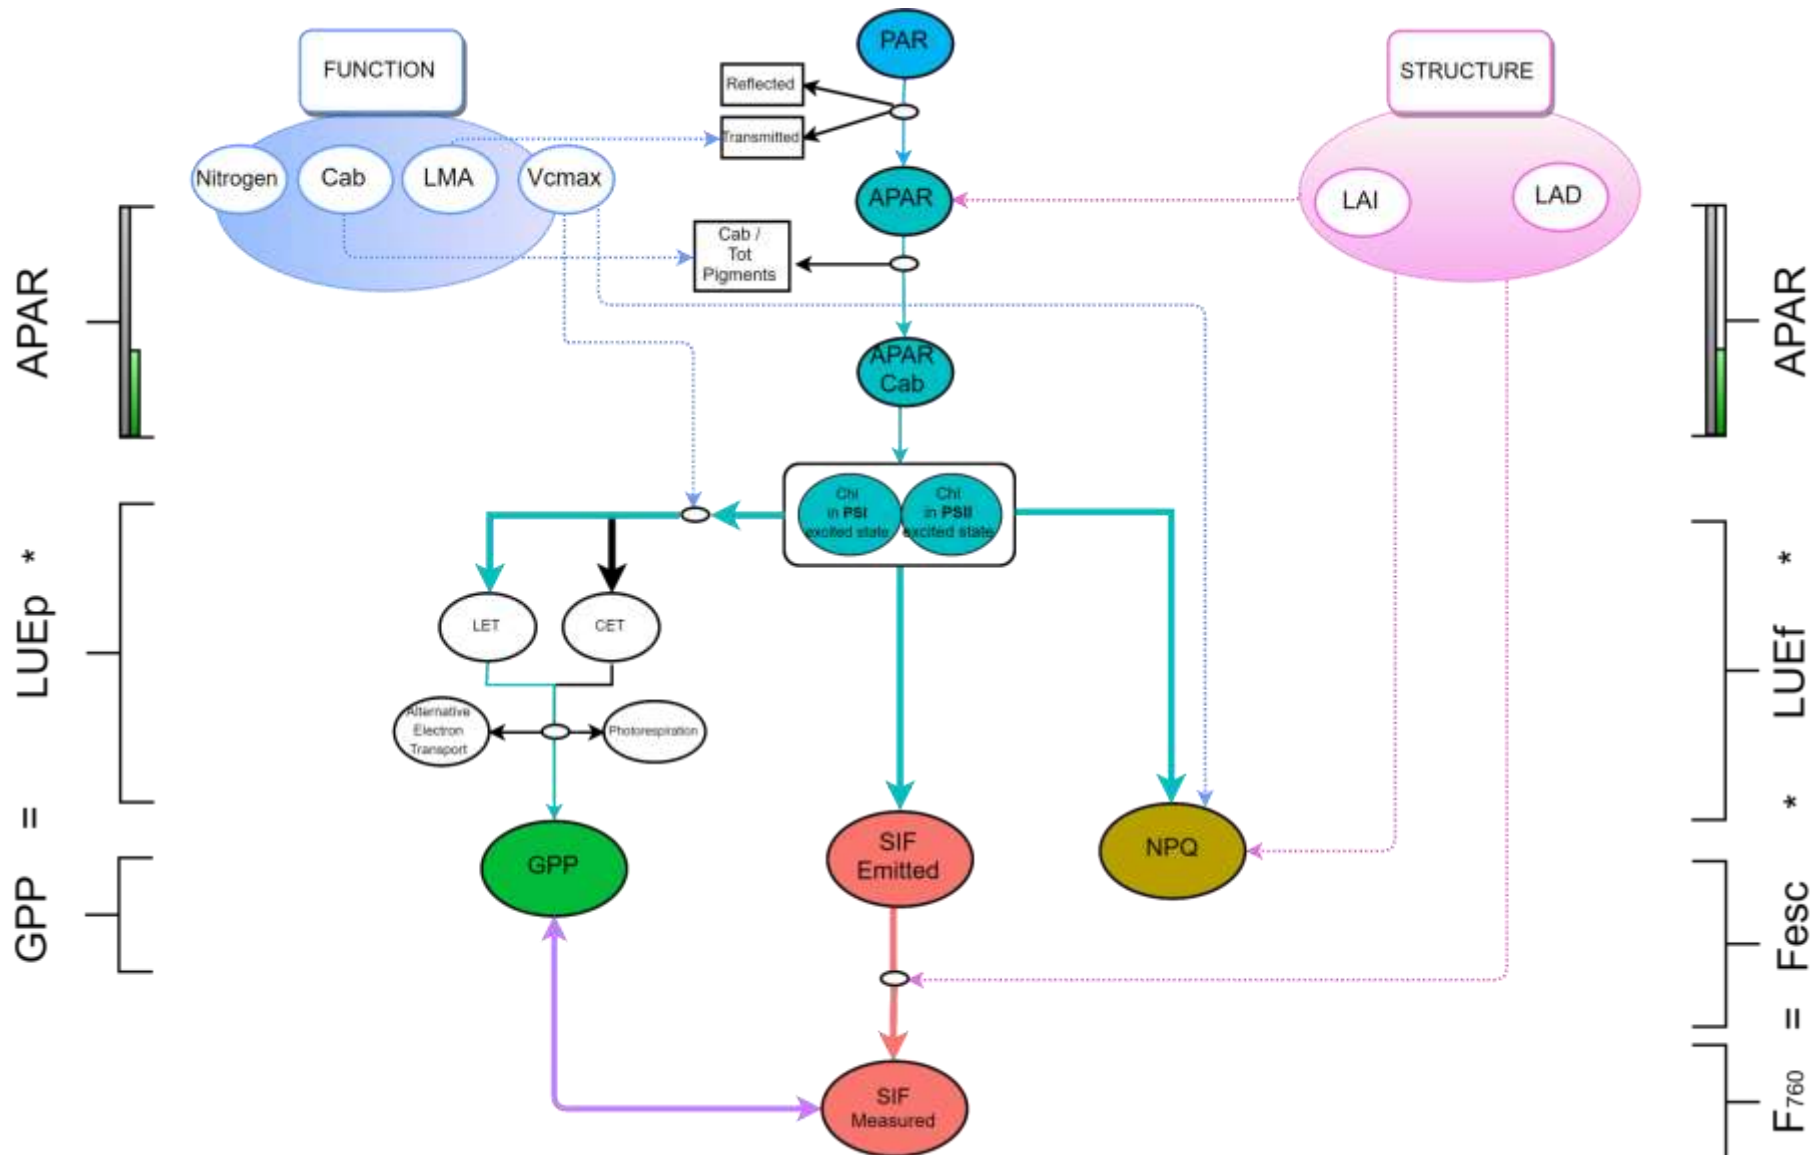 PAR
FUNCTION
STRUCTURE
Reflected
Transmitted
Nitrogen
Cab
LMA
Vcmax
APAR
LAI
LAD
Cab /
Tot
Pigments
APAR
Cab
Chl
in PSI
excited state
Chl
in PSII
excited state
LET
CET
Alternative
Electron
Transport
Photorespiration
GPP
SIF
Emitted
NPQ
SIF
Measured
GPP = LUEp * APAR
F760 = Fesc * LUEf * APAR